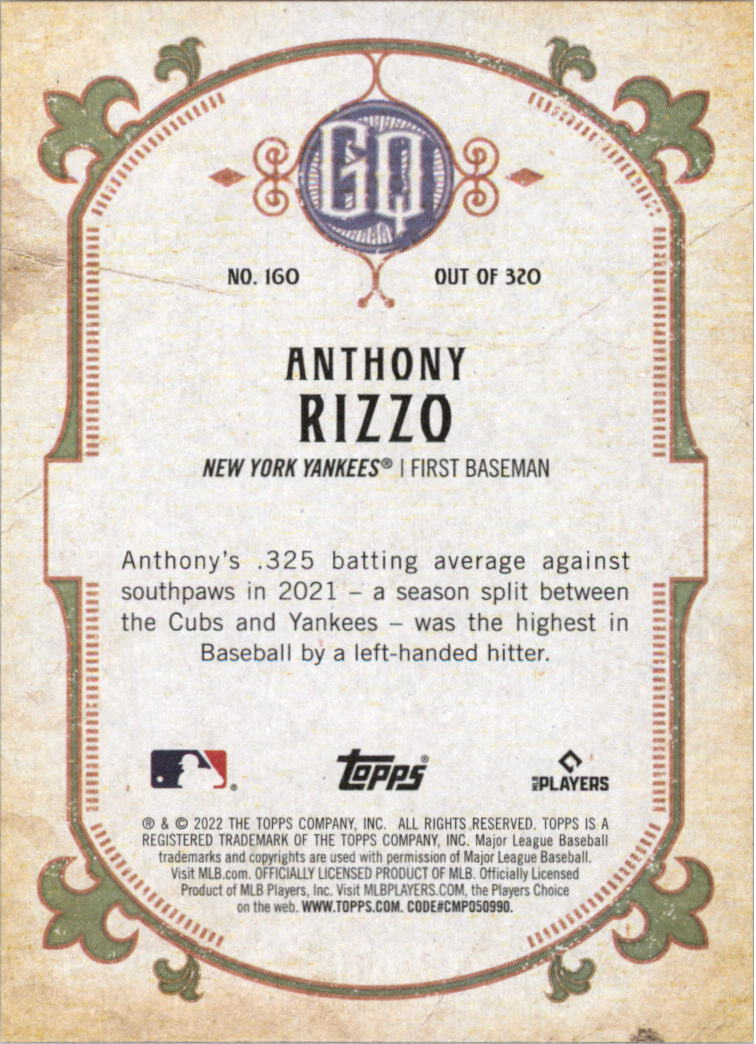 GQ
NO. 160 OUT OF 320
ANTHONY
RIZZO
NEW YORK YANKEES® | FIRST BASEMAN
Anthony's .325 batting average against
southpaws in 2021 – a season split between
the Cubs and Yankees – was the highest in
Baseball by a left-handed hitter.
® topps® MLB PLAYERS
® & © 2022 THE TOPPS COMPANY, INC. ALL RIGHTS RESERVED. TOPPS IS A
REGISTERED TRADEMARK OF THE TOPPS COMPANY, INC. Major League Baseball
trademarks and copyrights are used with permission of Major League Baseball.
Visit MLB.com. OFFICIALLY LICENSED PRODUCT OF MLB. Officially Licensed
Product of MLB Players, Inc. Visit MLBPLAYERS.COM, the Players Choice
on the web. WWW.TOPPS.COM. CODE#CMP050990.